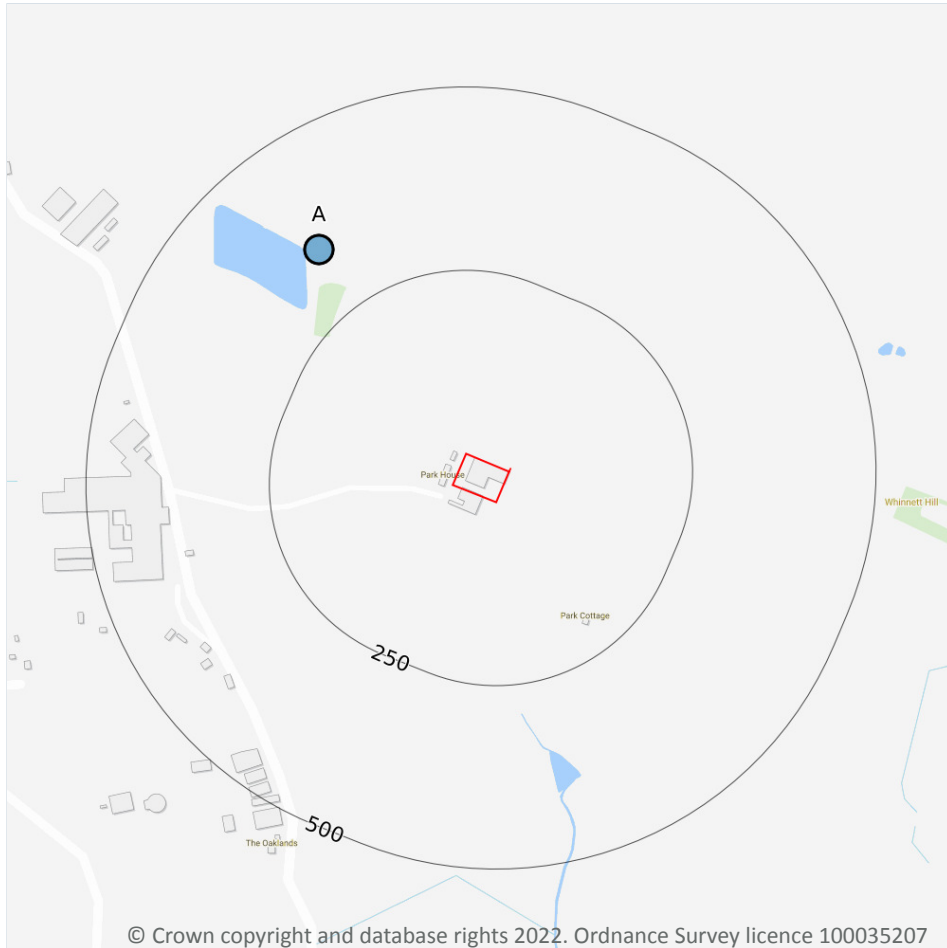 A
Park House
Whinnett Hill
Park Cottage
250
500
The Oaklands
© Crown copyright and database rights 2022. Ordnance Survey licence 100035207